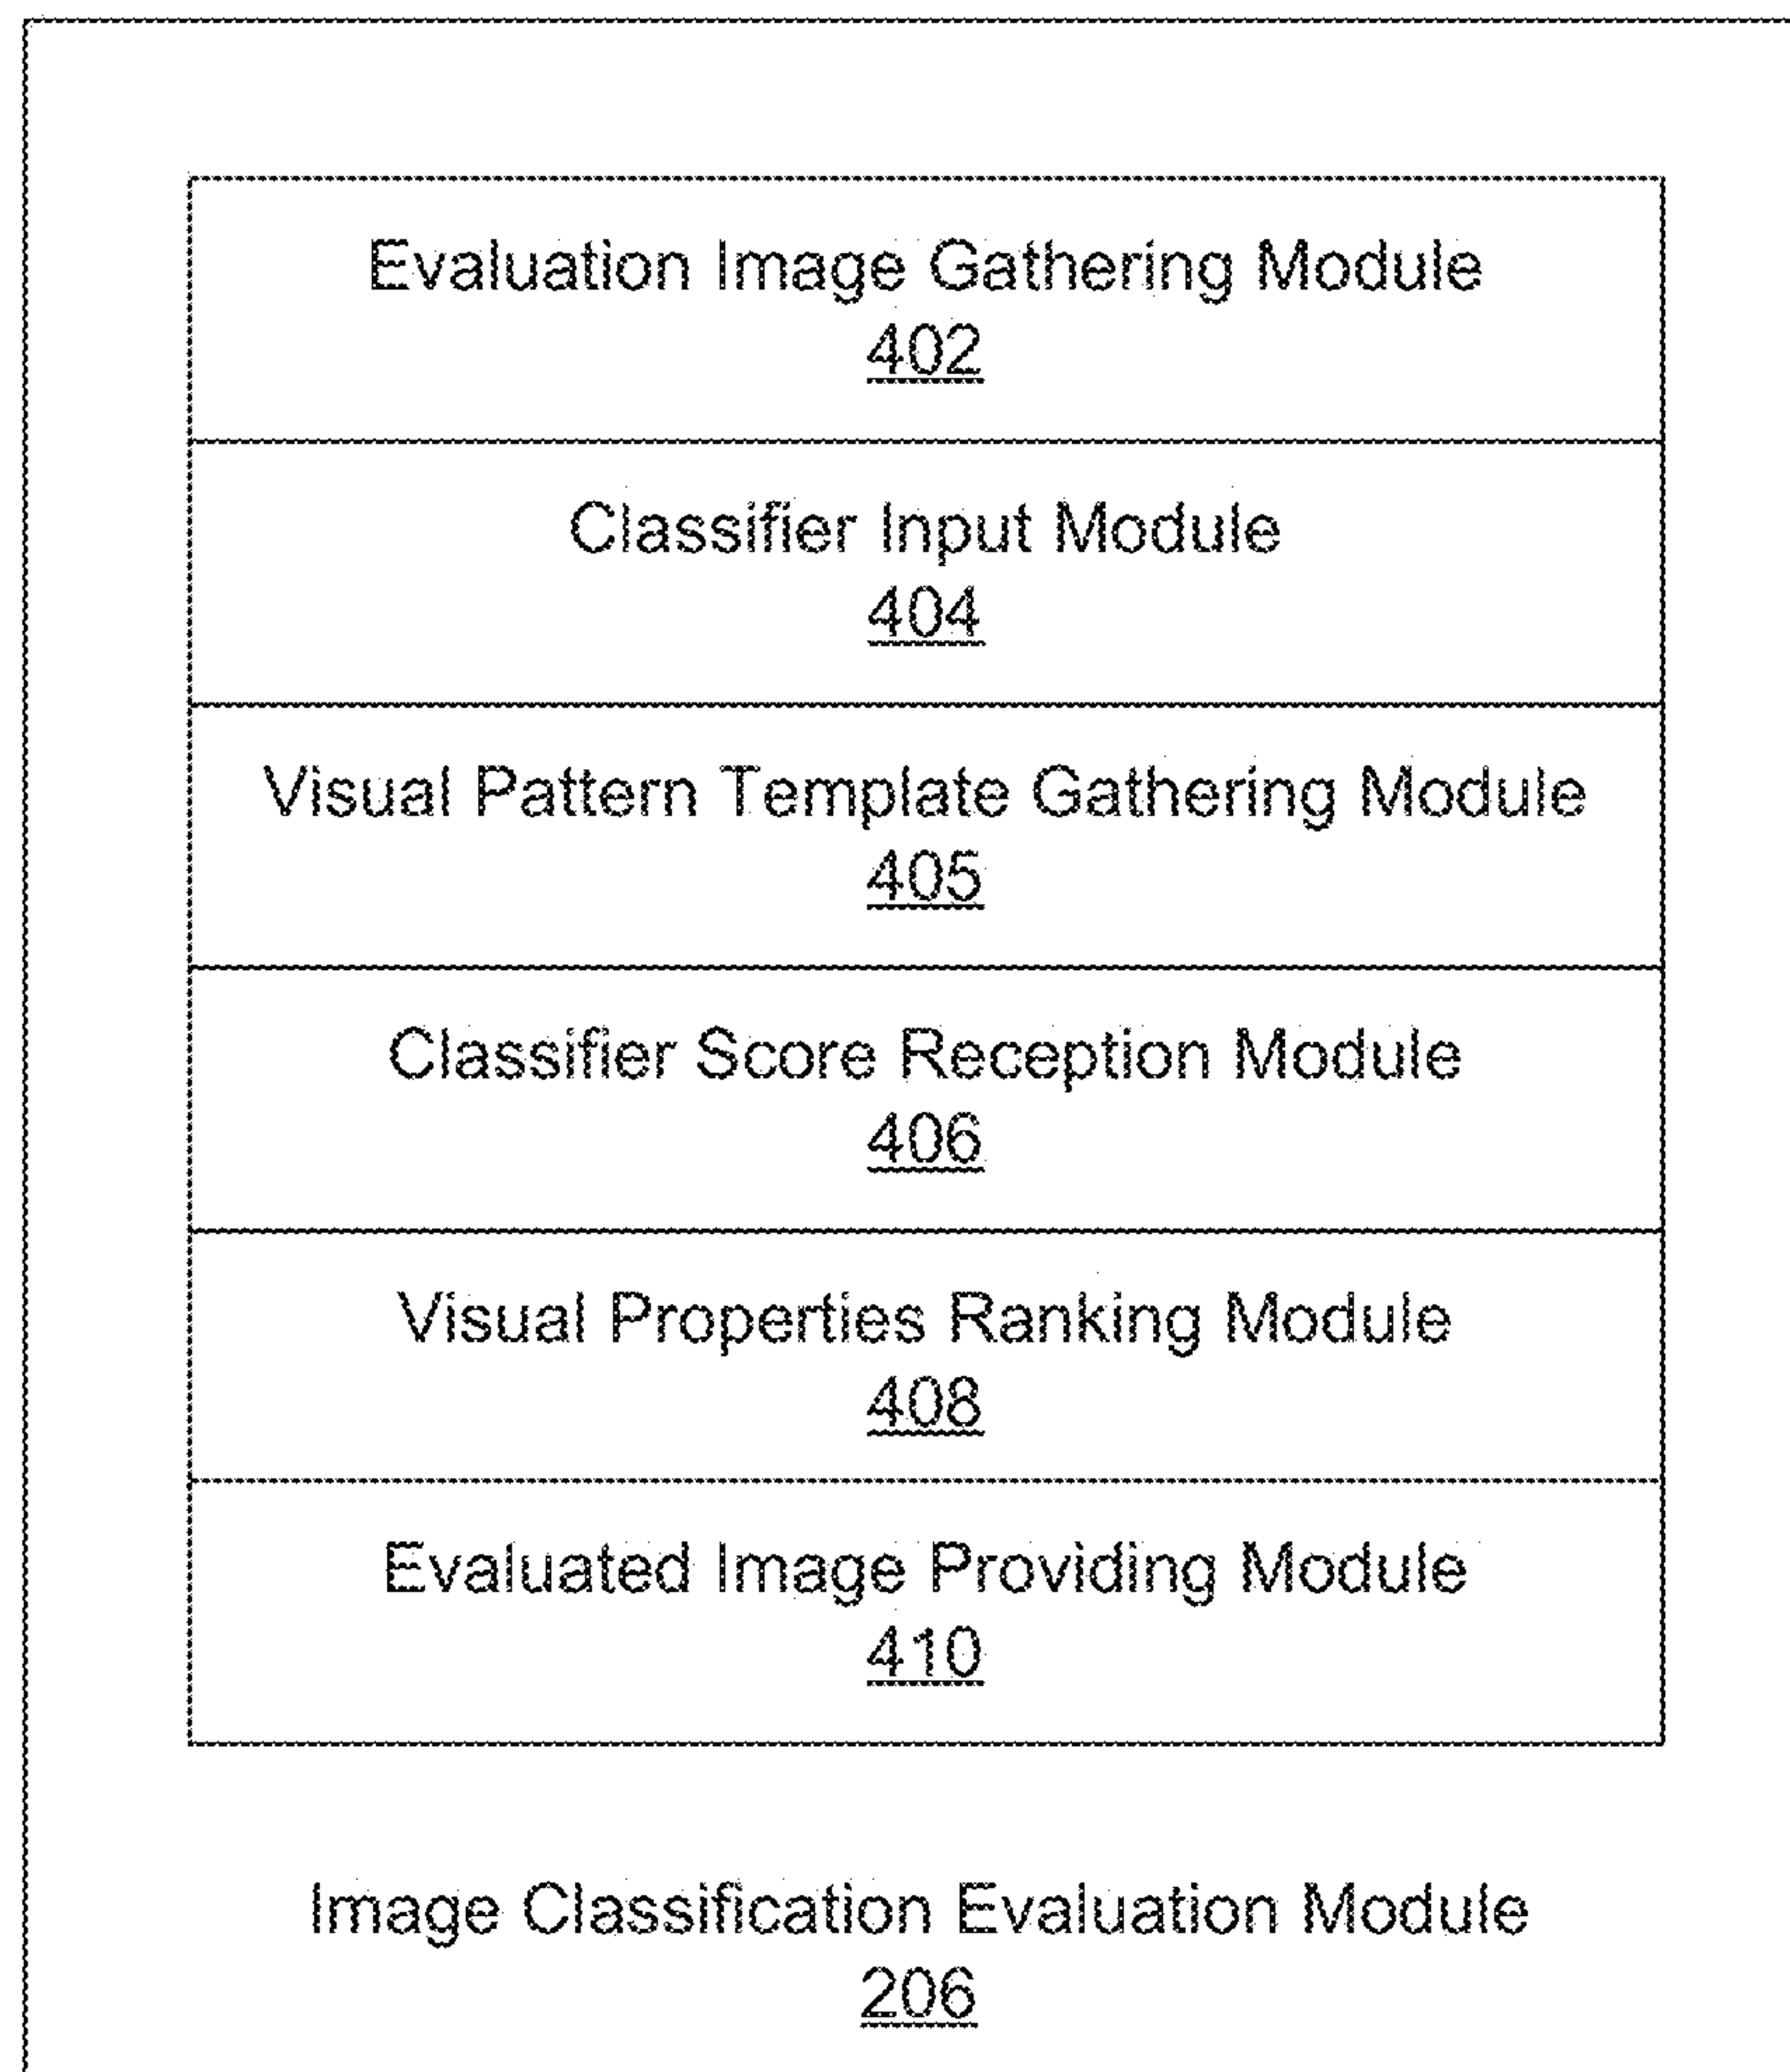 Evaluation Image Gathering Module
402
Classifier Input Module
404
Visual Pattern Template Gathering Module
405
Classifier Score Reception Module
406
Visual Properties Ranking Module
408
Evaluated Image Providing Module
410
Image Classification Evaluation Module
206